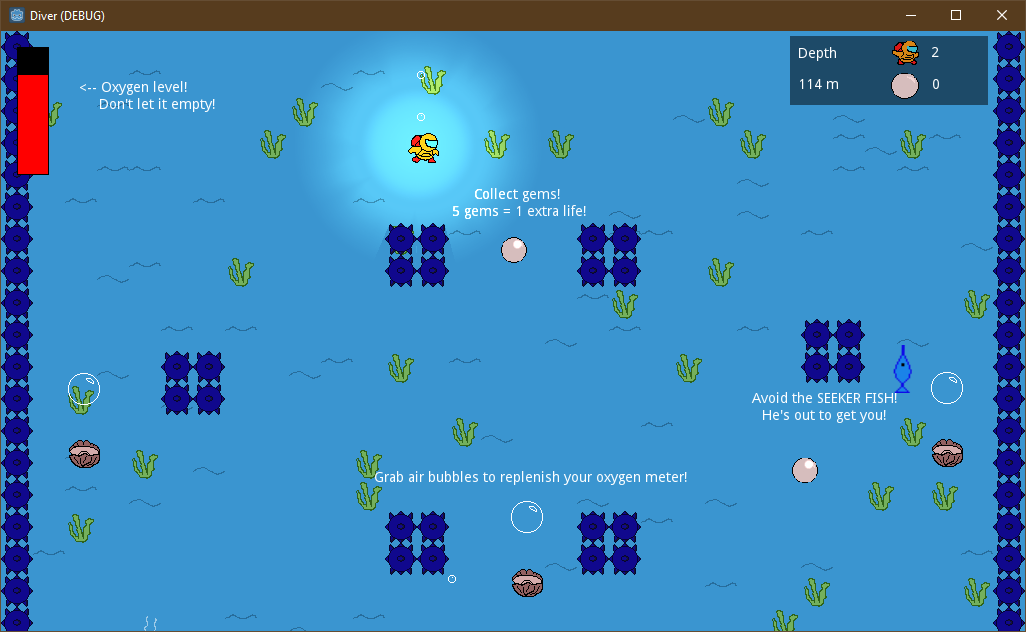 Diver (DEBUG)
Depth 2
114 m 0
<-- Oxygen level!
Don't let it empty!
Collect gems!
5 gems = 1 extra life!
Avoid the SEEKER FISH!
He's out to get you!
Grab air bubbles to replenish your oxygen meter!